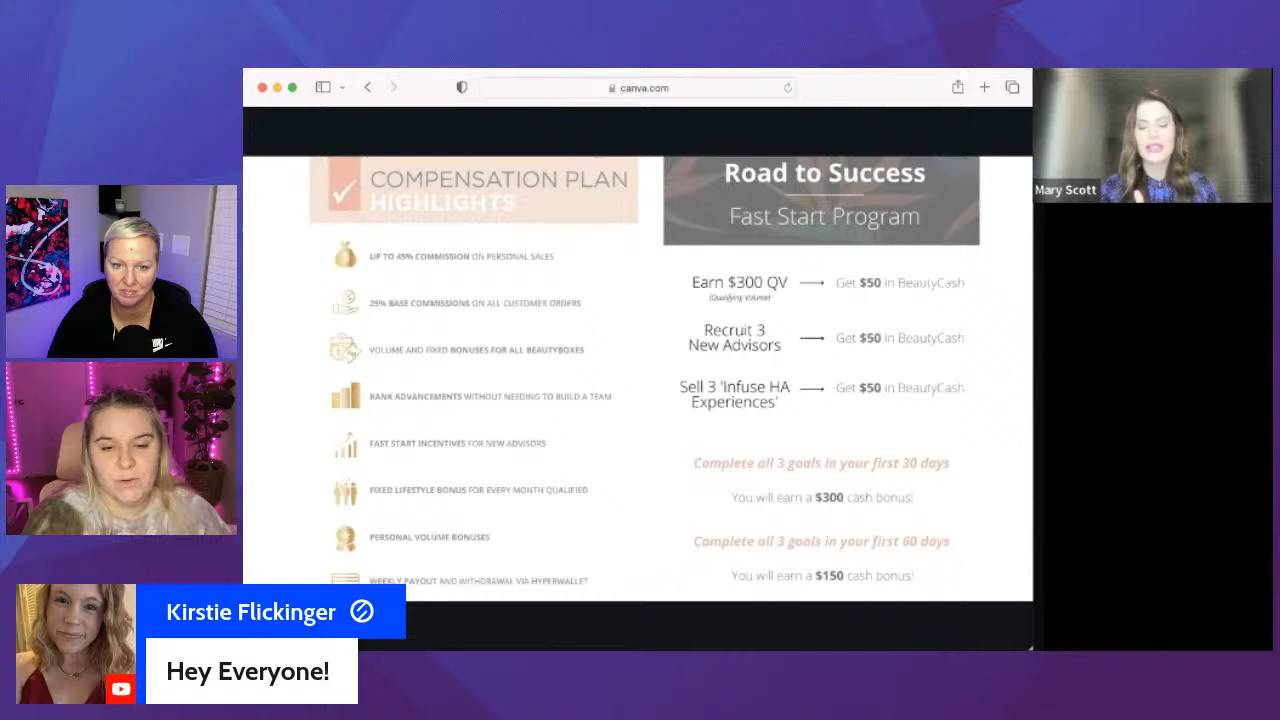 canva.com
COMPENSATION PLAN
HIGHLIGHTS
UP TO 45% COMMISSION ON PERSONAL SALES
25% BASE COMMISSIONS ON ALL CUSTOMER ORDERS
VOLUME AND FIXED BONUSES FOR ALL BEAUTYBOXES
RANK ADVANCEMENTS WITHOUT NEEDING TO BUILD A TEAM
FAST START INCENTIVES FOR NEW ADVISORS
FIXED LIFESTYLE BONUS FOR EVERY MONTH QUALIFIED
PERSONAL VOLUME BONUSES
WEEKLY PAYOUT AND WITHDRAWAL VIA HYPERWALLET
Road to Success
Fast Start Program
Earn $300 QV
(Qualifying Volume)
Get $50 in BeautyCash
Recruit 3
New Advisors
Get $50 in BeautyCash
Sell 3 'Infuse HA
Experiences'
Get $50 in BeautyCash
Complete all 3 goals in your first 30 days
You will earn a $300 cash bonus!
Complete all 3 goals in your first 60 days
You will earn a $150 cash bonus!
Mary Scott
Kirstie Flickinger
Hey Everyone!